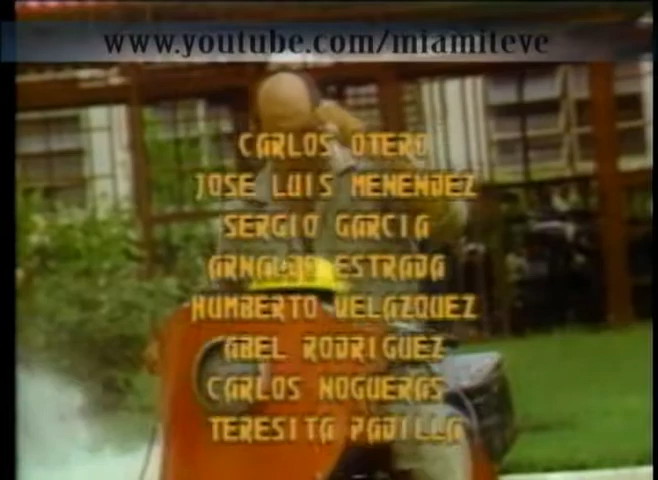 www.youtube.com/miamiteve
CARLOS OTERO
JOSE LUIS MENENDEZ
SERGIO GARCIA
ARNALDO ESTRADA
HUMBERTO VELAZQUEZ
ABEL RODRIGUEZ
CARLOS NOGUERAS
TERESITA PADILLA